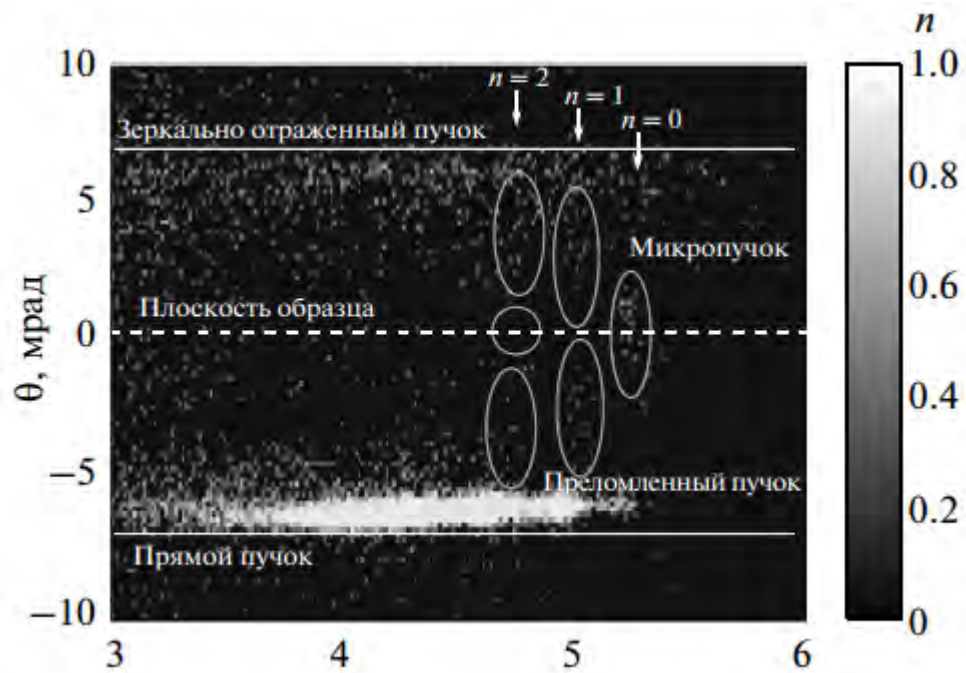 n
10
1.0
n = 2
n = 1
n = 0
Зеркально отраженный пучок
0.8
5
Микропучок
0.6
Плоскость образца
0
θ, мрад
0.4
−5
Преломленный пучок
0.2
Прямой пучок
−10
0
3
4
5
6